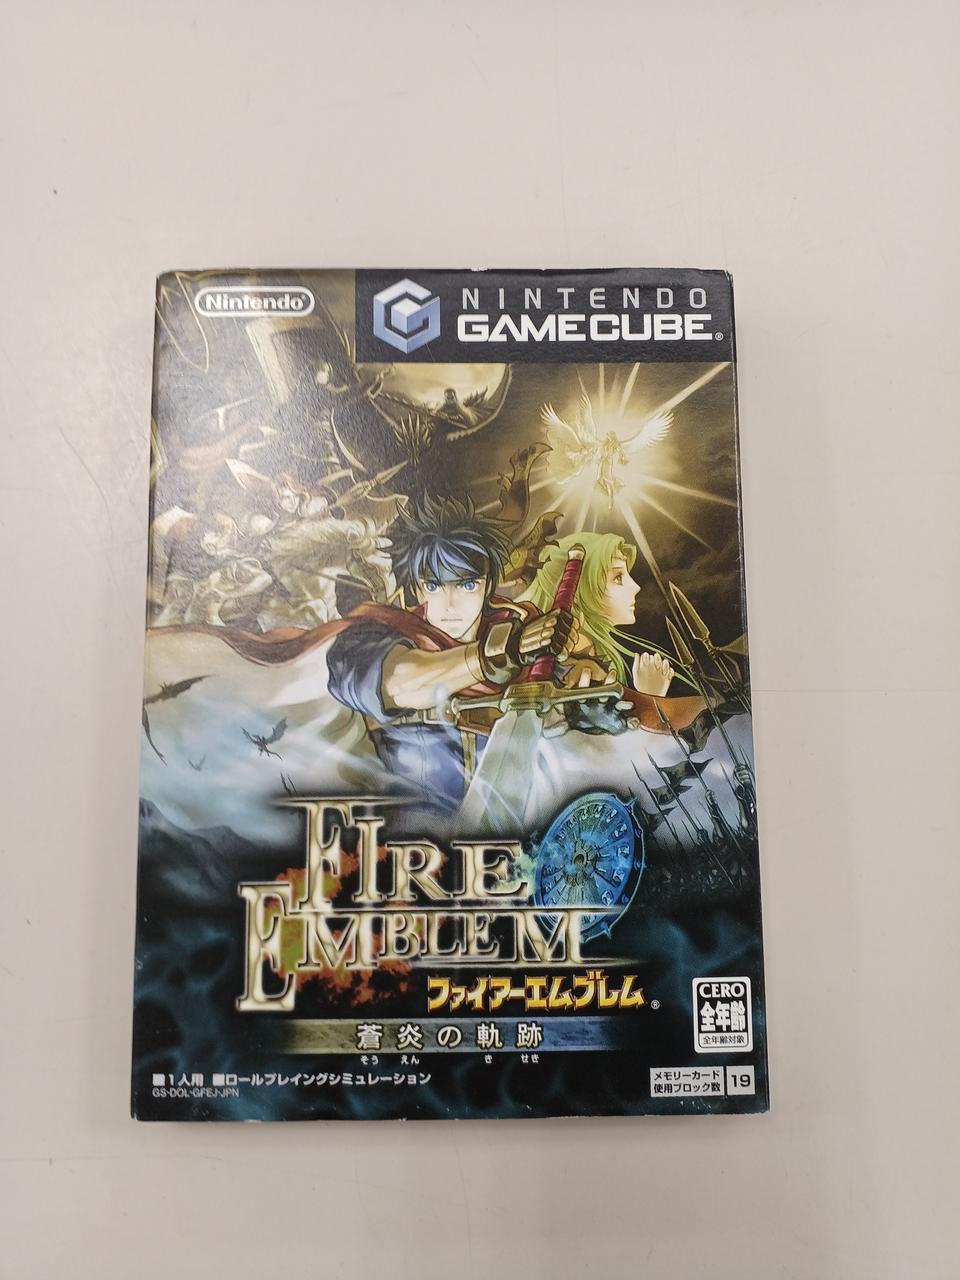 Nintendo®
NINTENDO
GAMECUBE®
FIRE
EMBLEM
ファイアーエムブレム®
蒼炎の軌跡
そう えん き せき
CERO
全年齢
全年齢対象
■1人用 ■ロールプレイングシミュレーション
GS-DOL-GFEJ-JPN
メモリーカード
使用ブロック数 19